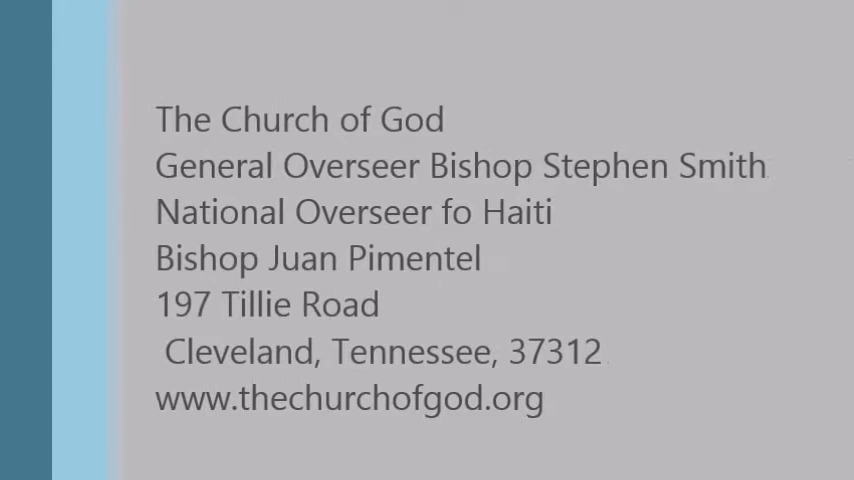 The Church of God
General Overseer Bishop Stephen Smith
National Overseer fo Haiti
Bishop Juan Pimentel
197 Tillie Road
Cleveland, Tennessee, 37312
www.thechurchofgod.org